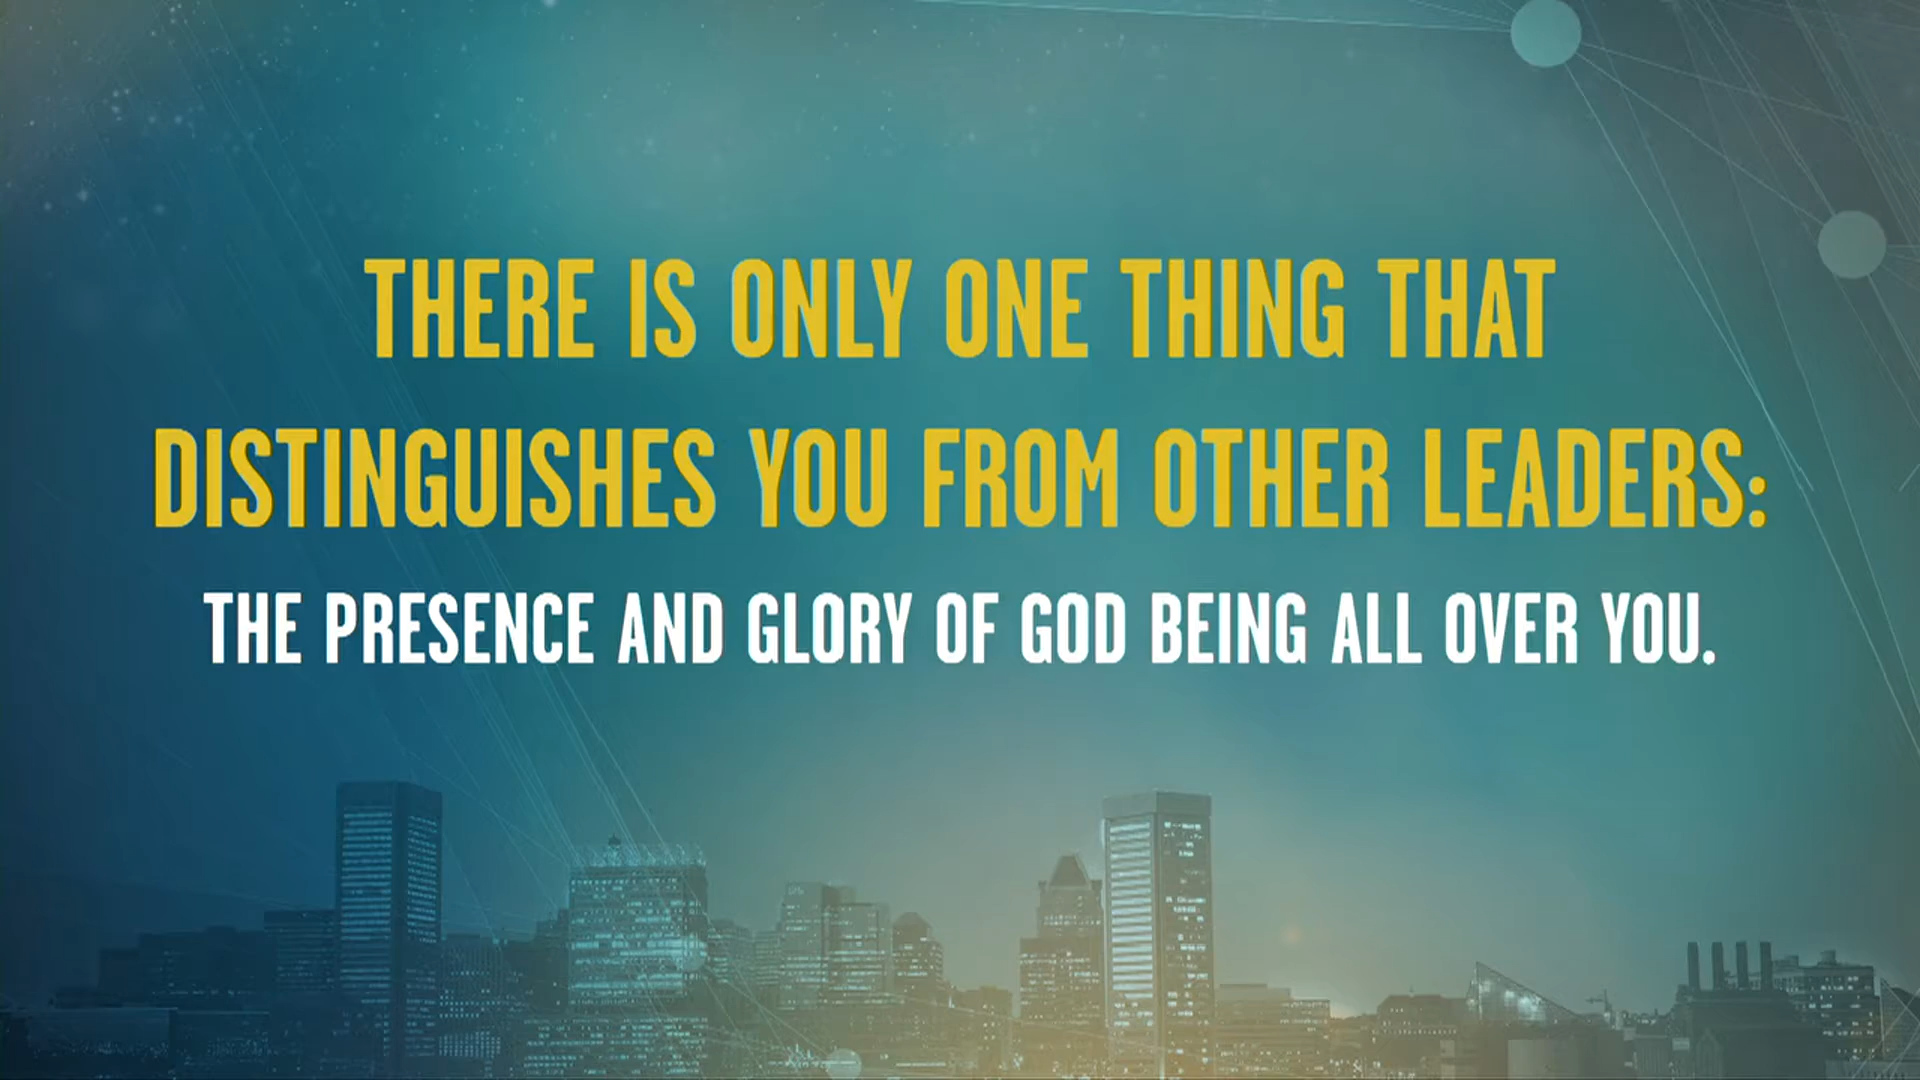 THERE IS ONLY ONE THING THAT
DISTINGUISHES YOU FROM OTHER LEADERS:
THE PRESENCE AND GLORY OF GOD BEING ALL OVER YOU.